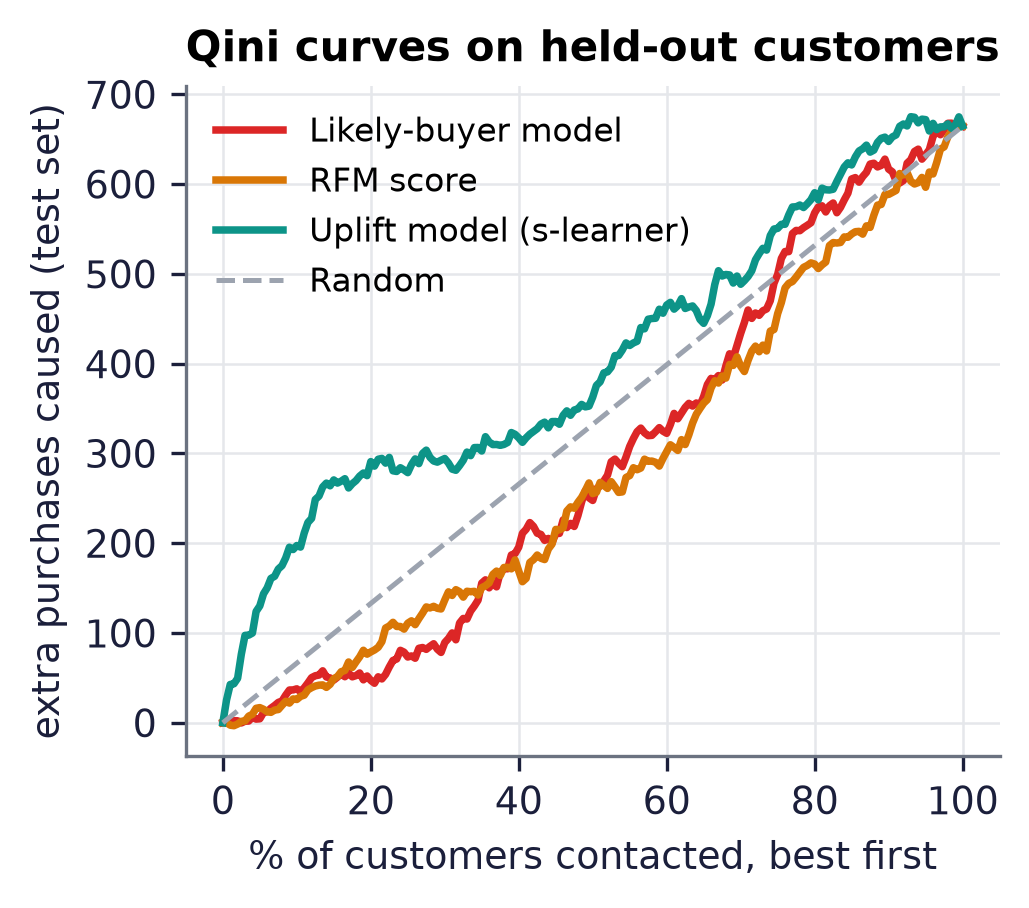 Qini curves on held-out customers
extra purchases caused (test set)
700
600
500
400
300
200
100
0
Likely-buyer model
RFM score
Uplift model (s-learner)
Random
0 20 40 60 80 100
% of customers contacted, best first